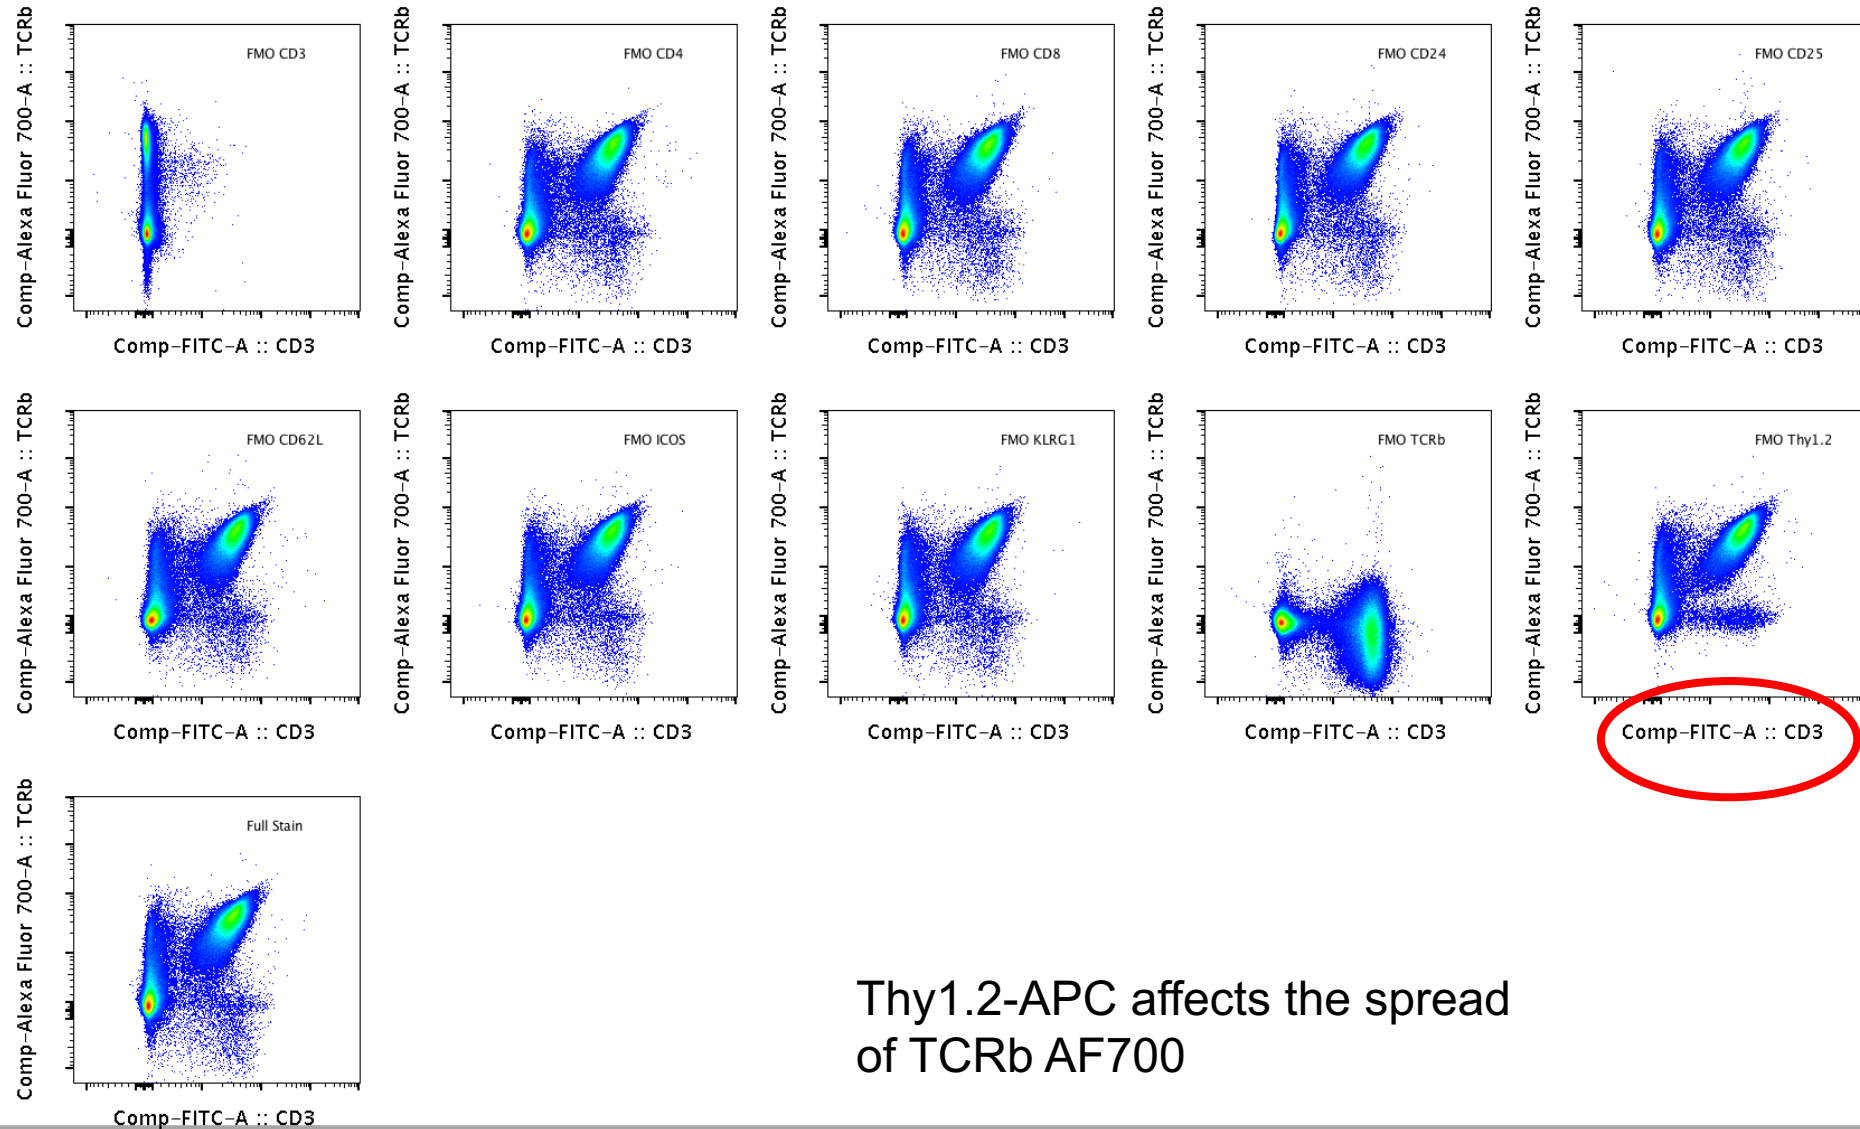 Comp-Alexa Fluor 700-A :: TCRb
FMO CD3
Comp-FITC-A :: CD3
Comp-Alexa Fluor 700-A :: TCRb
FMO CD4
Comp-FITC-A :: CD3
Comp-Alexa Fluor 700-A :: TCRb
FMO CD8
Comp-FITC-A :: CD3
Comp-Alexa Fluor 700-A :: TCRb
FMO CD24
Comp-FITC-A :: CD3
Comp-Alexa Fluor 700-A :: TCRb
FMO CD25
Comp-FITC-A :: CD3
Comp-Alexa Fluor 700-A :: TCRb
FMO CD62L
Comp-FITC-A :: CD3
Comp-Alexa Fluor 700-A :: TCRb
FMO ICOS
Comp-FITC-A :: CD3
Comp-Alexa Fluor 700-A :: TCRb
FMO KLRG1
Comp-FITC-A :: CD3
Comp-Alexa Fluor 700-A :: TCRb
FMO TCRb
Comp-FITC-A :: CD3
Comp-Alexa Fluor 700-A :: TCRb
FMO Thy1.2
Comp-FITC-A :: CD3
Comp-Alexa Fluor 700-A :: TCRb
Full Stain
Comp-FITC-A :: CD3
Thy1.2-APC affects the spread
of TCRb AF700